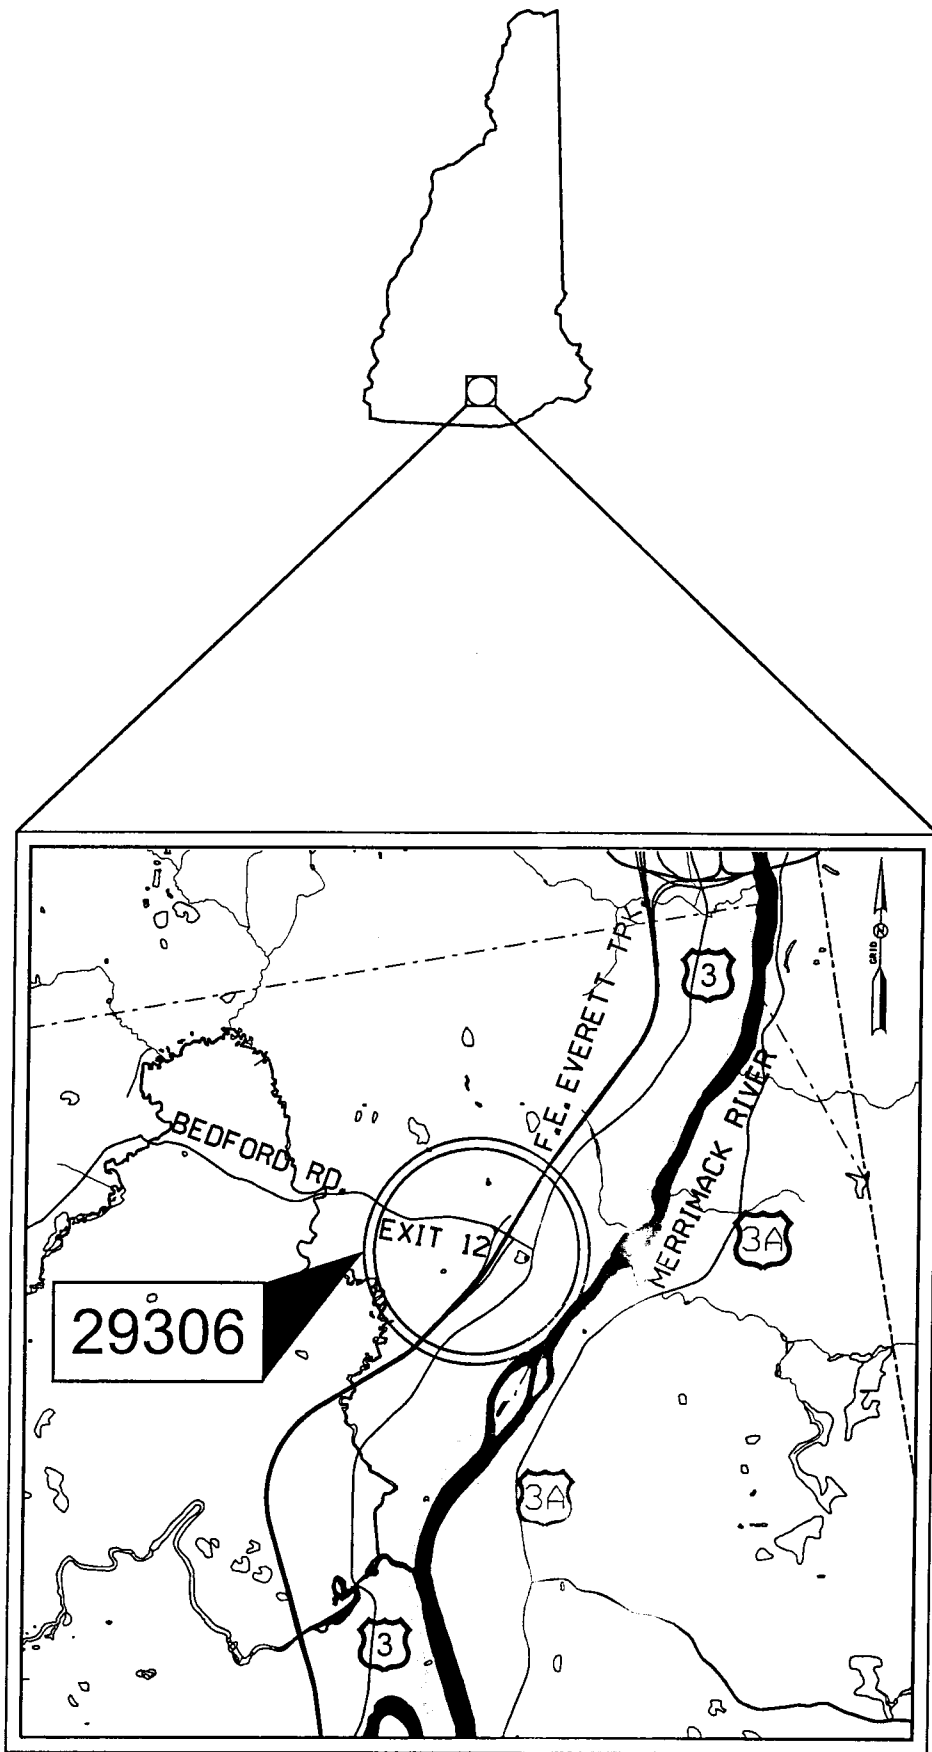 GRID
F.E. EVERETT TPK.
3
MERRIMACK RIVER
BEDFORD RD.
EXIT 12
3A
29306
3A
3